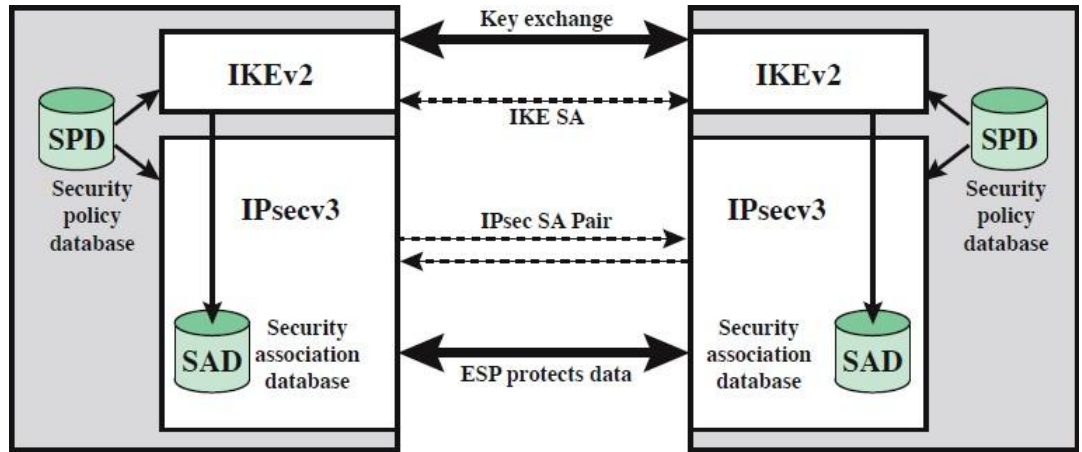 Key exchange
IKEv2
IKEv2
SPD
SPD
IKE SA
Security
policy
database
Security
policy
database
IPsecv3
IPsecv3
IPsec SA Pair
SAD
Security
association
database
Security
association
database
SAD
ESP protects data